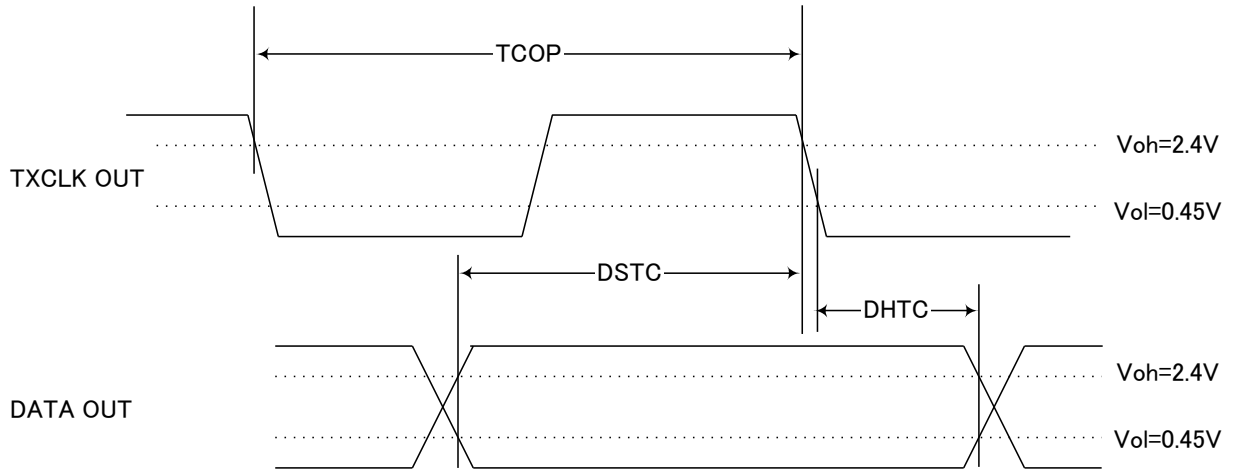 TCOP
Voh=2.4V
TXCLK OUT
Vol=0.45V
DSTC
DHTC
Voh=2.4V
DATA OUT
Vol=0.45V